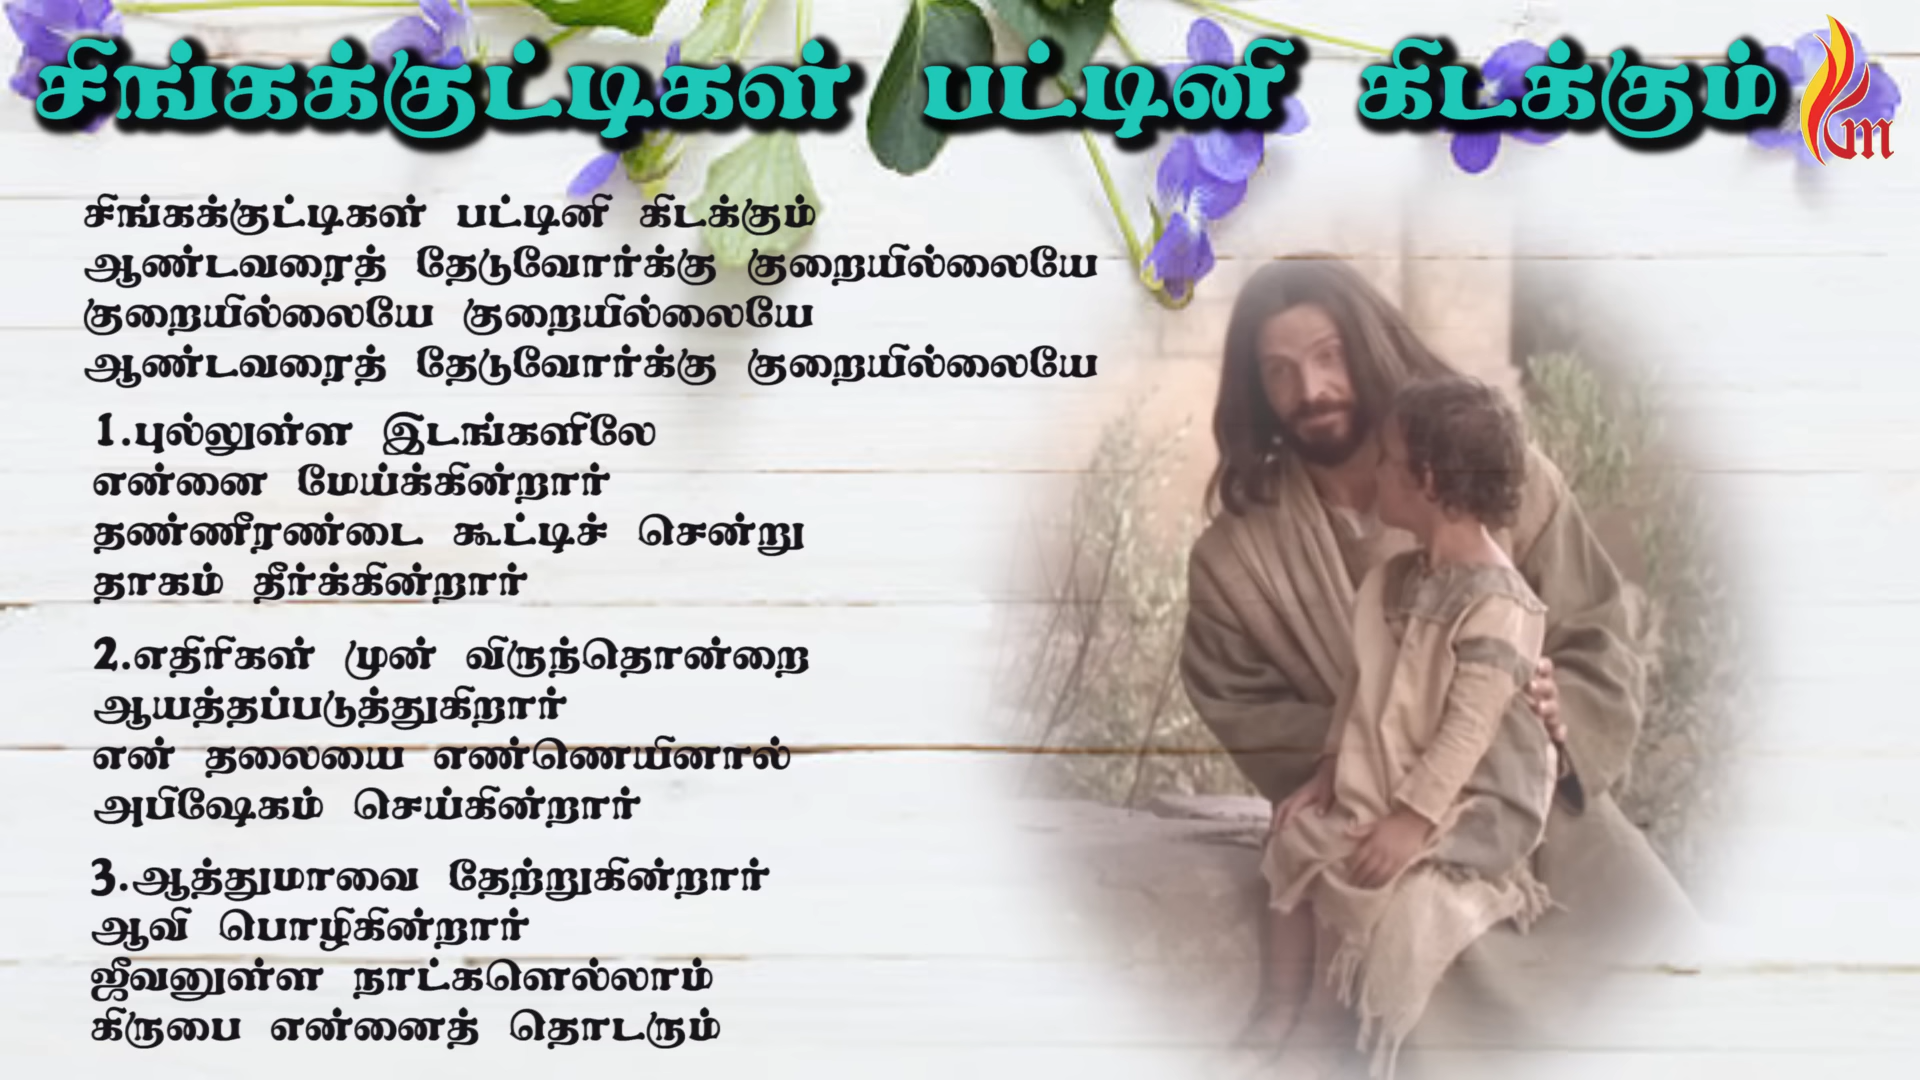 சிங்கக்குட்டிகள் பட்டினி கிடக்கும்
m
சிங்கக்குட்டிகள் பட்டினி கிடக்கும்
ஆண்டவரைத் தேடுவோர்க்கு குறையில்லையே
குறையில்லையே குறையில்லையே
ஆண்டவரைத் தேடுவோர்க்கு குறையில்லையே
1.புல்லுள்ள இடங்களிலே
என்னை மேய்க்கின்றார்
தண்ணீரண்டை கூட்டிச் சென்று
தாகம் தீர்க்கின்றார்
2.எதிரிகள் முன் விருந்தொன்றை
ஆயத்தப்படுத்துகிறார்
என் தலையை எண்ணெயினால்
அபிஷேகம் செய்கின்றார்
3.ஆத்துமாவை தேற்றுகின்றார்
ஆவி பொழிகின்றார்
ஜீவனுள்ள நாட்களெல்லாம்
கிருபை என்னைத் தொடரும்